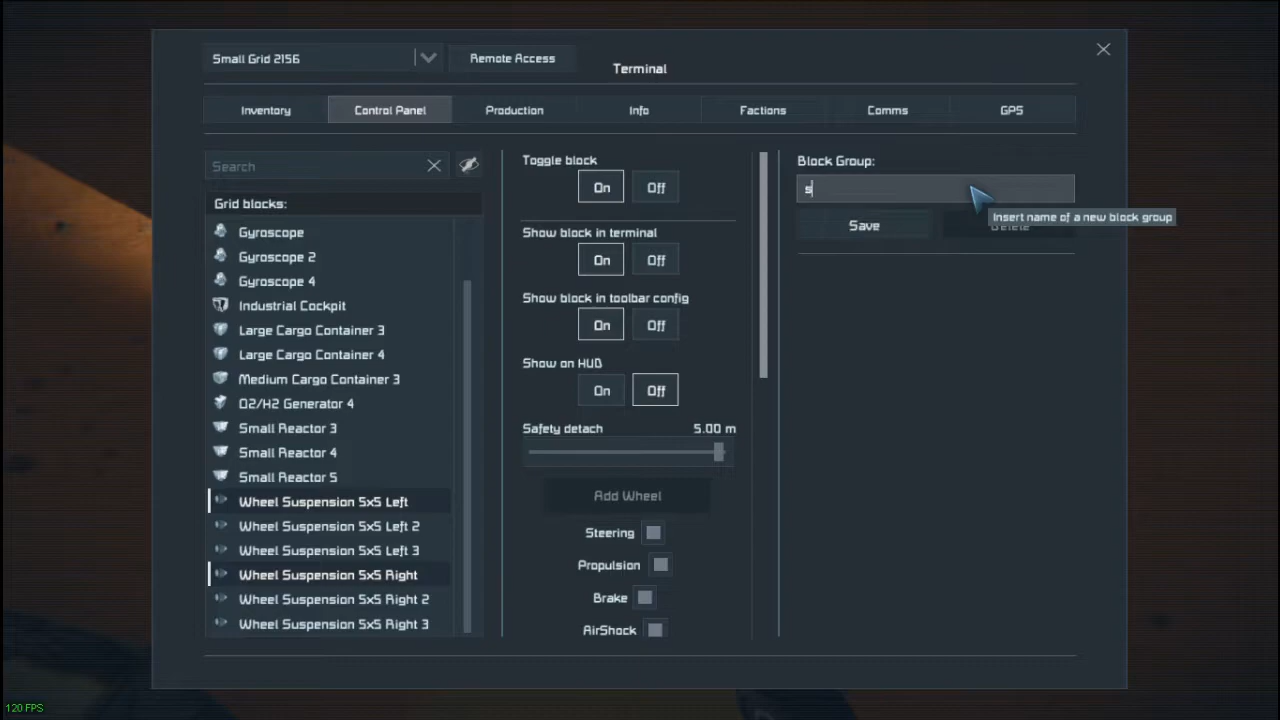 Small Grid 2156
Remote Access
Terminal
Inventory
Control Panel
Production
Info
Factions
Comms
GPS
Search
Grid blocks:
Gyroscope
Gyroscope 2
Gyroscope 4
Industrial Cockpit
Large Cargo Container 3
Large Cargo Container 4
Medium Cargo Container 3
O2/H2 Generator 4
Small Reactor 3
Small Reactor 4
Small Reactor 5
Wheel Suspension 5x5 Left
Wheel Suspension 5x5 Left 2
Wheel Suspension 5x5 Left 3
Wheel Suspension 5x5 Right
Wheel Suspension 5x5 Right 2
Wheel Suspension 5x5 Right 3
Toggle block
On Off
Show block in terminal
On Off
Show block in toolbar config
On Off
Show on HUD
On Off
Safety detach 5.00 m
Add Wheel
Steering
Propulsion
Brake
AirShock
Block Group:
s
Insert name of a new block group
Save
Delete
120 FPS